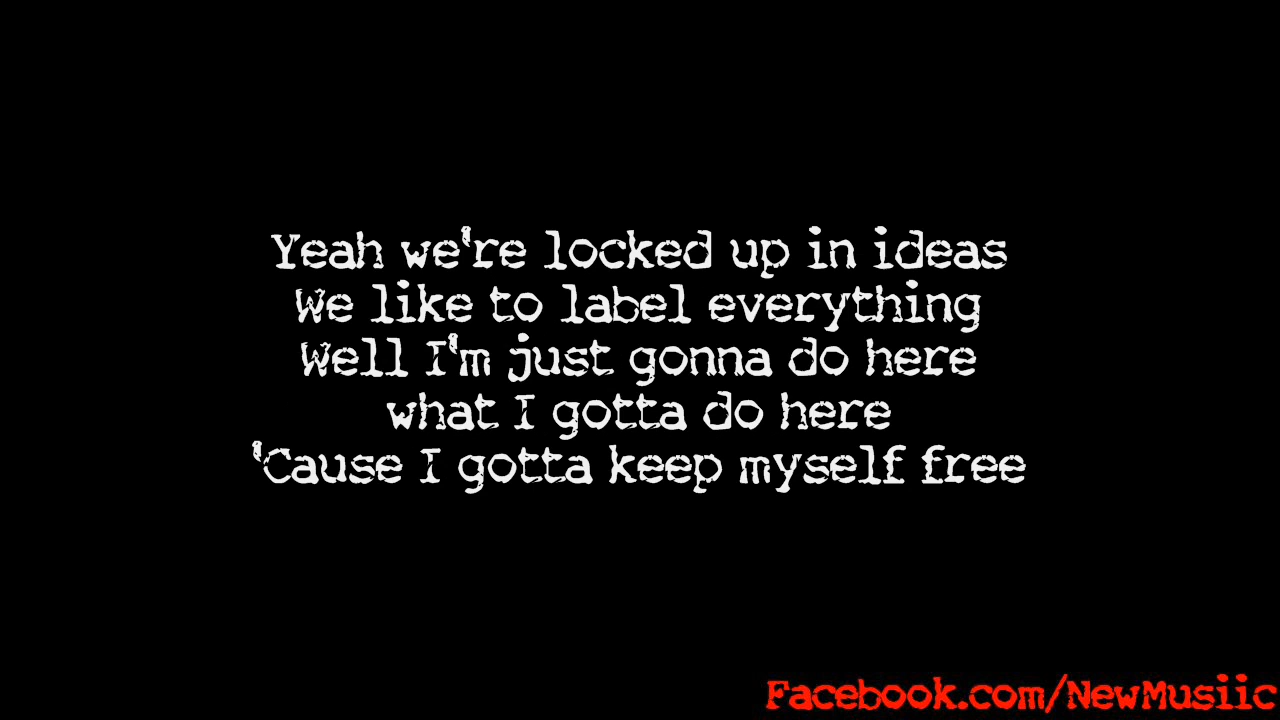 Yeah we're locked up in ideas
We like to label everything
Well I'm just gonna do here
what I gotta do here
'Cause I gotta keep myself free
Facebook.com/NewMusiic